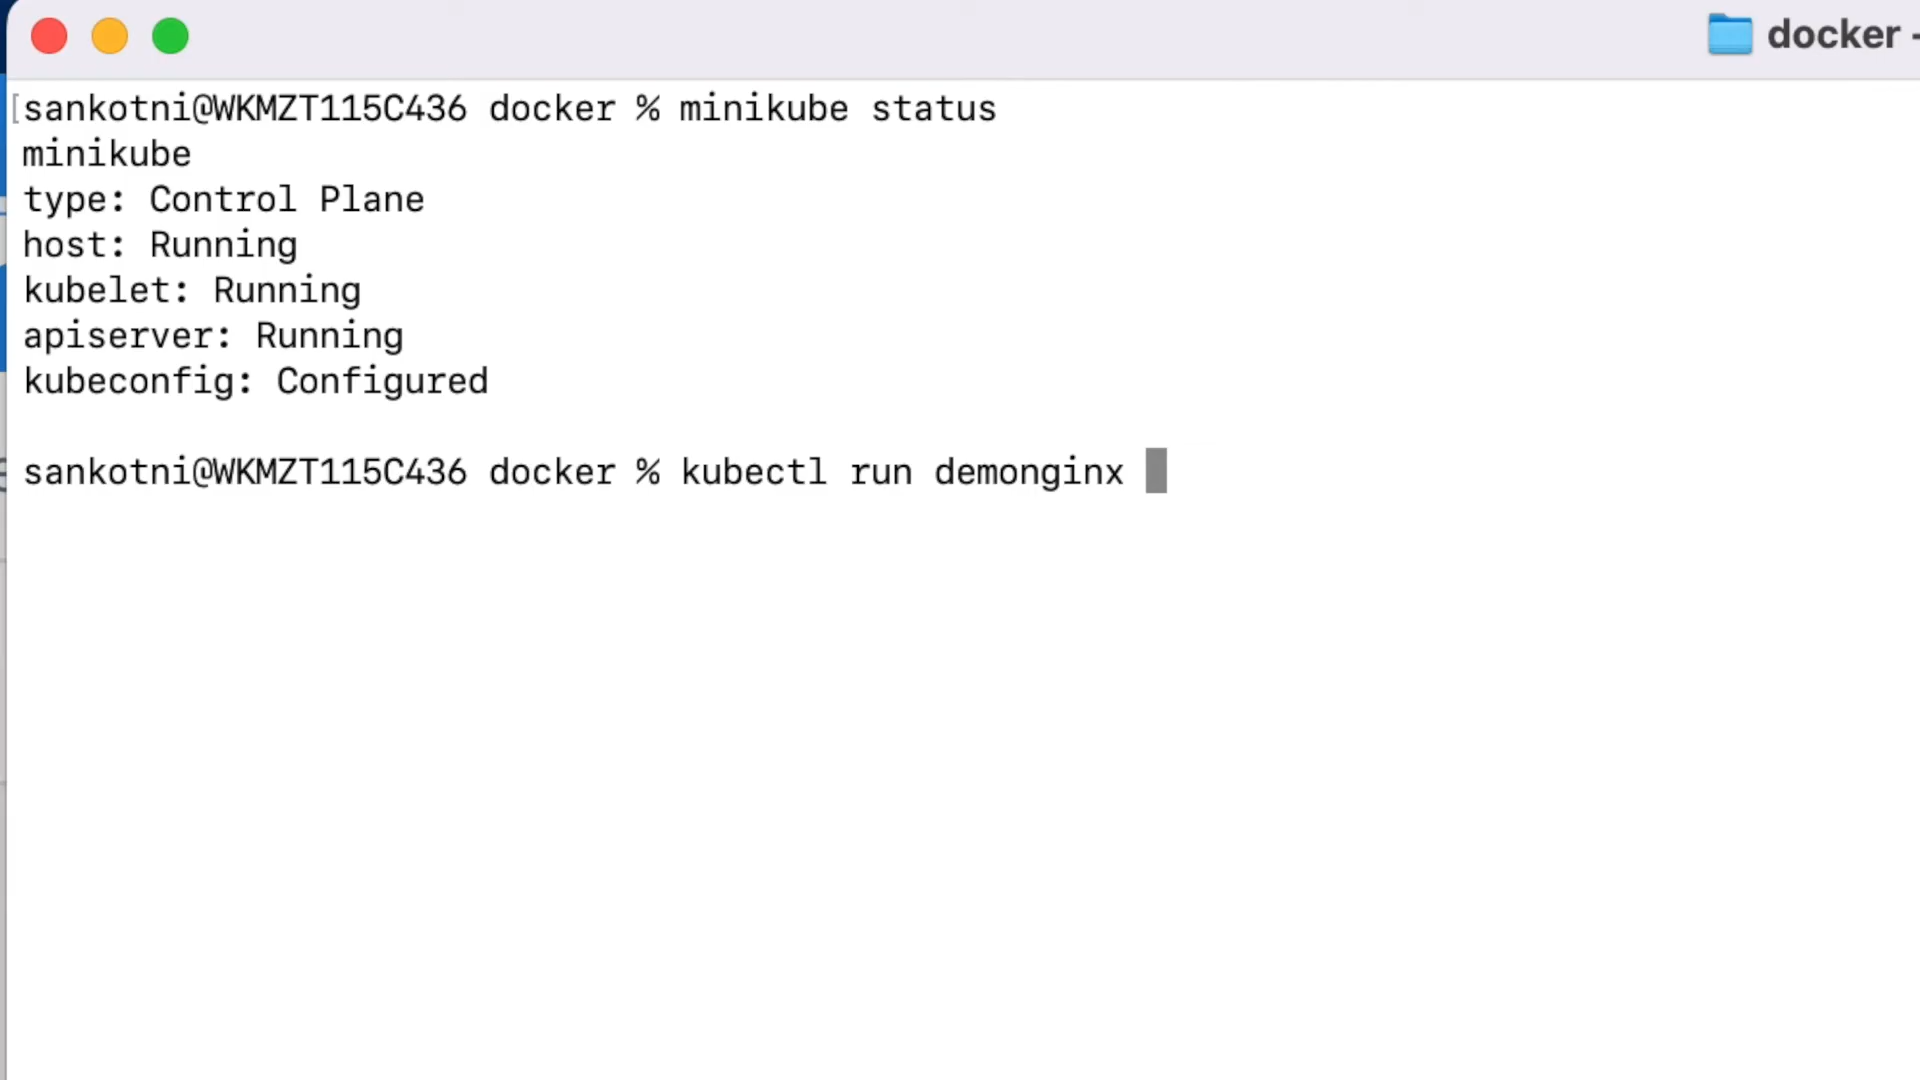 docker -
[sankotni@WKMZT115C436 docker % minikube status
minikube
type: Control Plane
host: Running
kubelet: Running
apiserver: Running
kubeconfig: Configured
sankotni@WKMZT115C436 docker % kubectl run demonginx